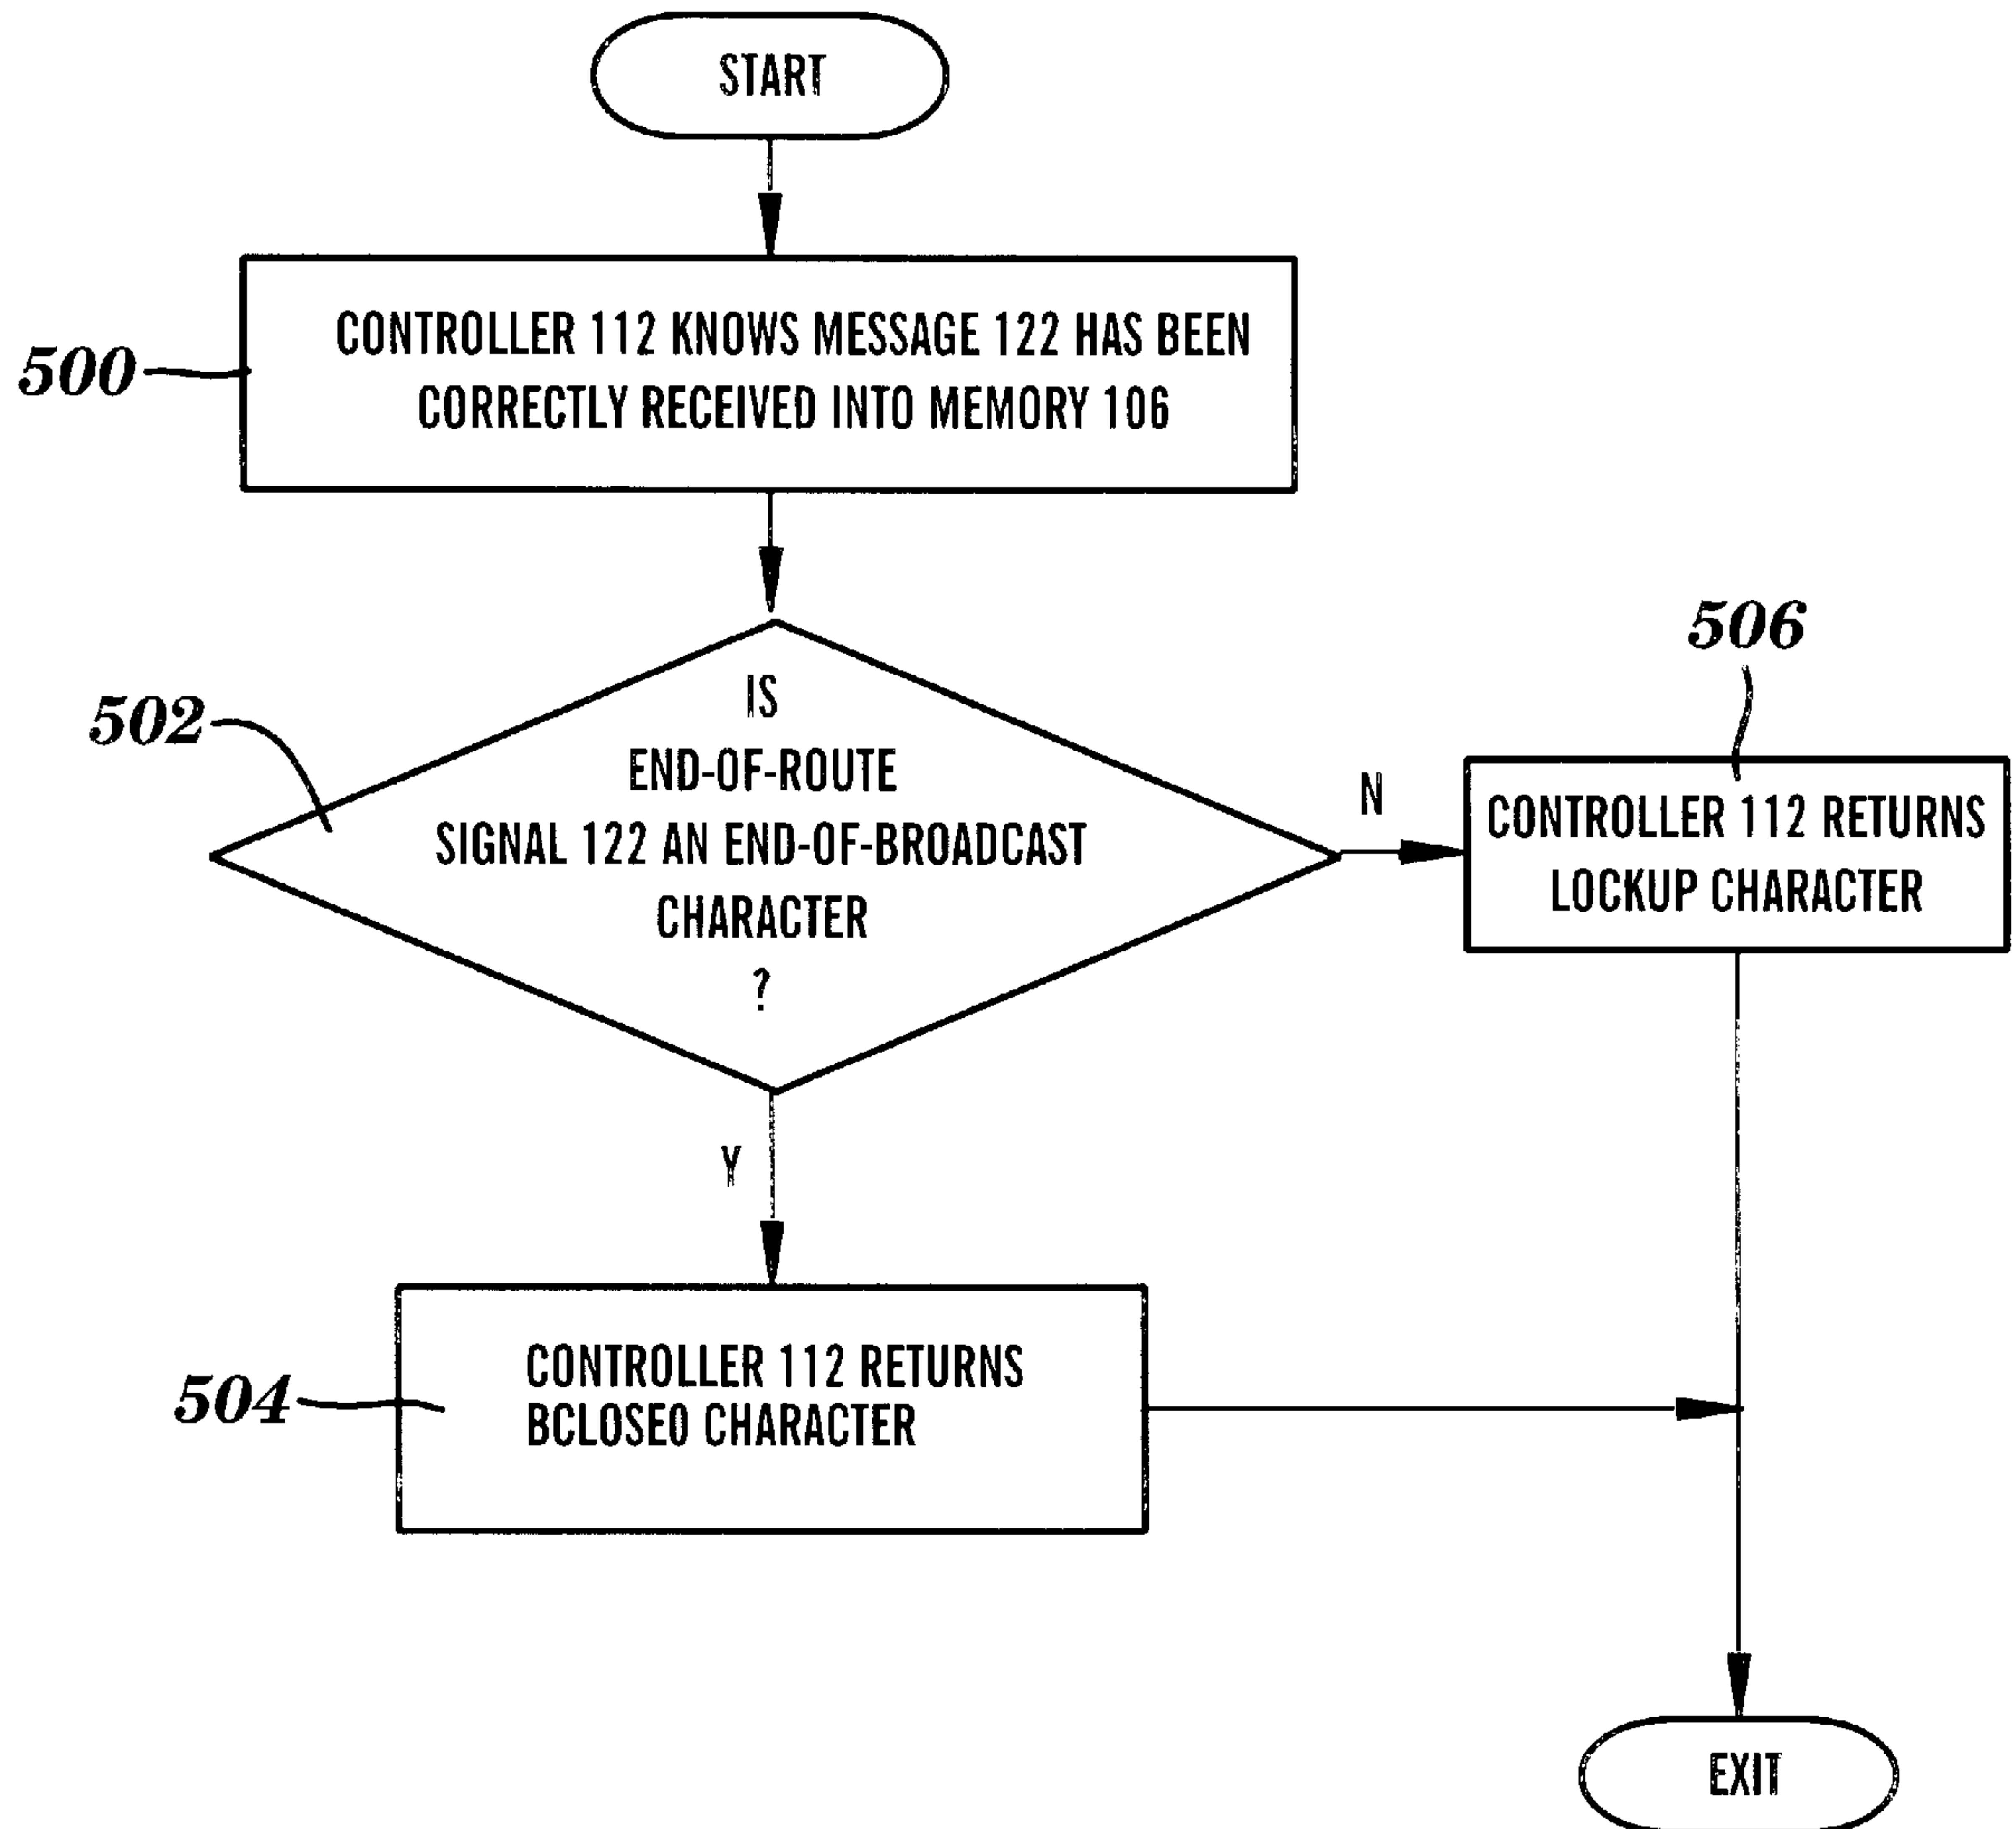 START
500
CONTROLLER 112 KNOWS MESSAGE 122 HAS BEEN
CORRECTLY RECEIVED INTO MEMORY 106
502
IS
END-OF-ROUTE
SIGNAL 122 AN END-OF-BROADCAST
CHARACTER
?
N
506
CONTROLLER 112 RETURNS
LOCKUP CHARACTER
Y
504
CONTROLLER 112 RETURNS
BCLOSE0 CHARACTER
EXIT